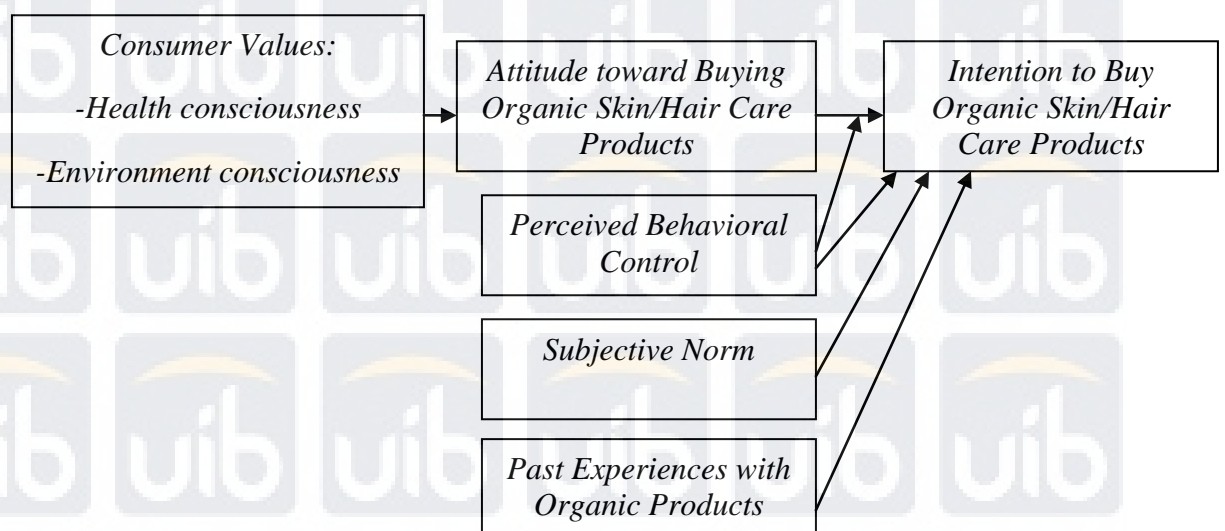 Consumer Values:
-Health consciousness
-Environment consciousness
Attitude toward Buying
Organic Skin/Hair Care
Products
Intention to Buy
Organic Skin/Hair
Care Products
Perceived Behavioral
Control
Subjective Norm
Past Experiences with
Organic Products
uib